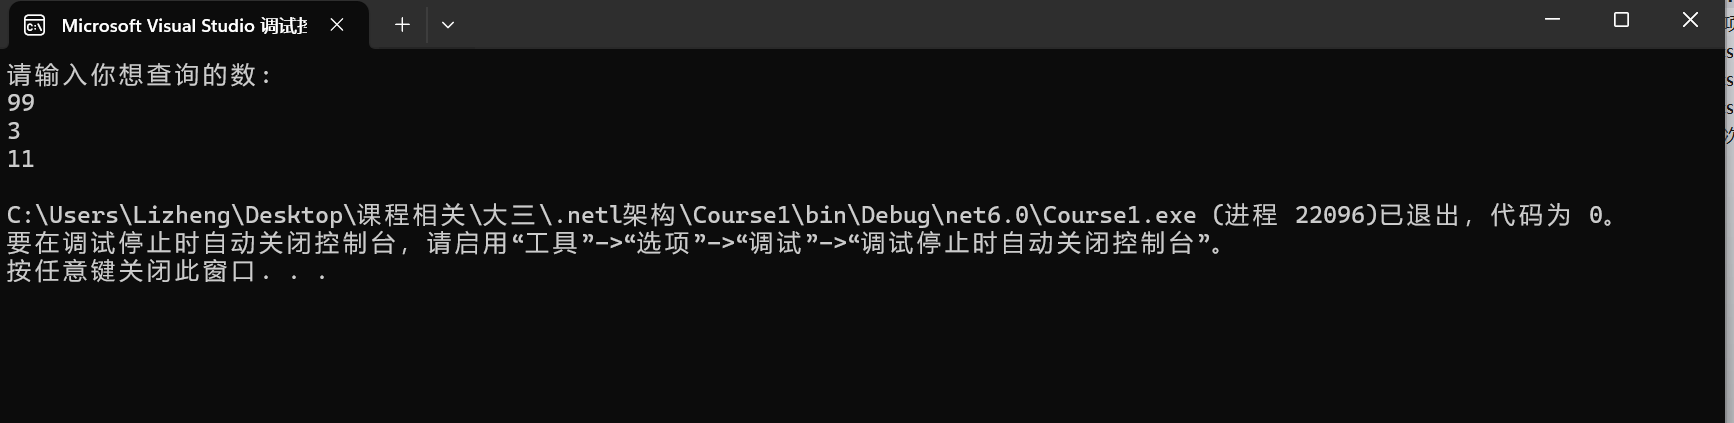 Microsoft Visual Studio 调试控
请输入你想查询的数:
99
3
11
C:\Users\Lizheng\Desktop\课程相关\大三\.netl架构\Course1\bin\Debug\net6.0\Course1.exe (进程 22096)已退出，代码为 0。
要在调试停止时自动关闭控制台，请启用“工具”->“选项”->“调试”->“调试停止时自动关闭控制台”。
按任意键关闭此窗口. . .